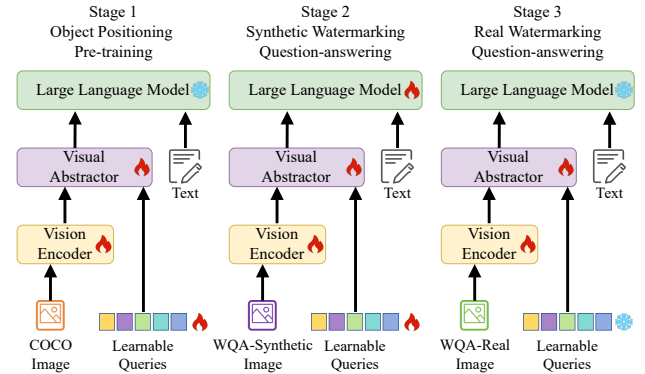 Stage 1
Object Positioning
Pre-training
Large Language Model
Visual
Abstractor
Text
Vision
Encoder
COCO
Image
Learnable
Queries
Stage 2
Synthetic Watermarking
Question-answering
Large Language Model
Visual
Abstractor
Text
Vision
Encoder
WQA-Synthetic
Image
Learnable
Queries
Stage 3
Real Watermarking
Question-answering
Large Language Model
Visual
Abstractor
Text
Vision
Encoder
WQA-Real
Image
Learnable
Queries